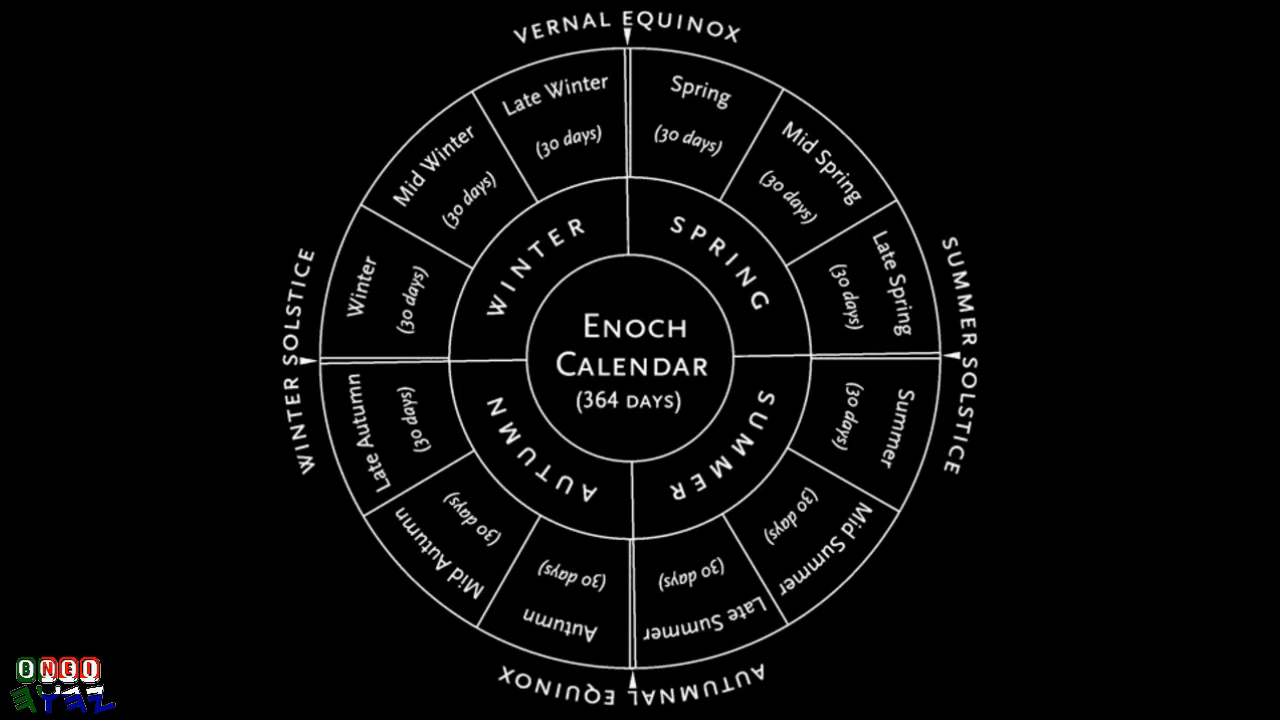 VERNAL EQUINOX
Spring
(30 days)
Mid Spring
(30 days)
Late Spring
(30 days)
SUMMER SOLSTICE
Summer
(30 days)
Mid Summer
(30 days)
Late Summer
(30 days)
AUTUMNAL EQUINOX
Autumn
(30 days)
Mid Autumn
(30 days)
Late Autumn
(30 days)
WINTER SOLSTICE
Winter
(30 days)
Mid Winter
(30 days)
Late Winter
(30 days)
SPRING
SUMMER
AUTUMN
WINTER
ENOCH
CALENDAR
(364 DAYS)